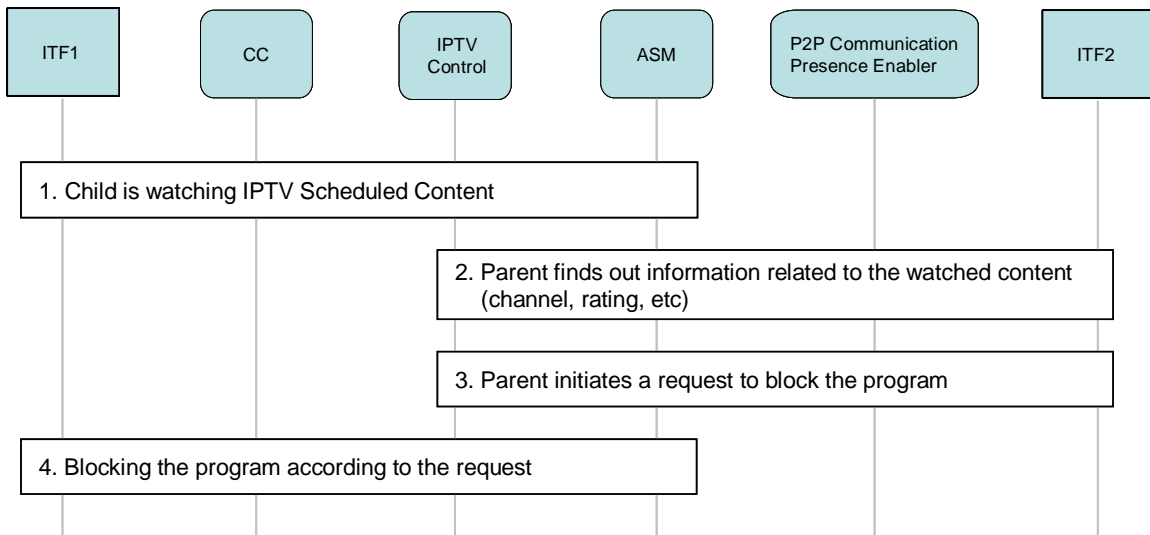 ITF1
CC
IPTV
Control
ASM
P2P Communication
Presence Enabler
ITF2
1. Child is watching IPTV Scheduled Content
2. Parent finds out information related to the watched content
(channel, rating, etc)
3. Parent initiates a request to block the program
4. Blocking the program according to the request